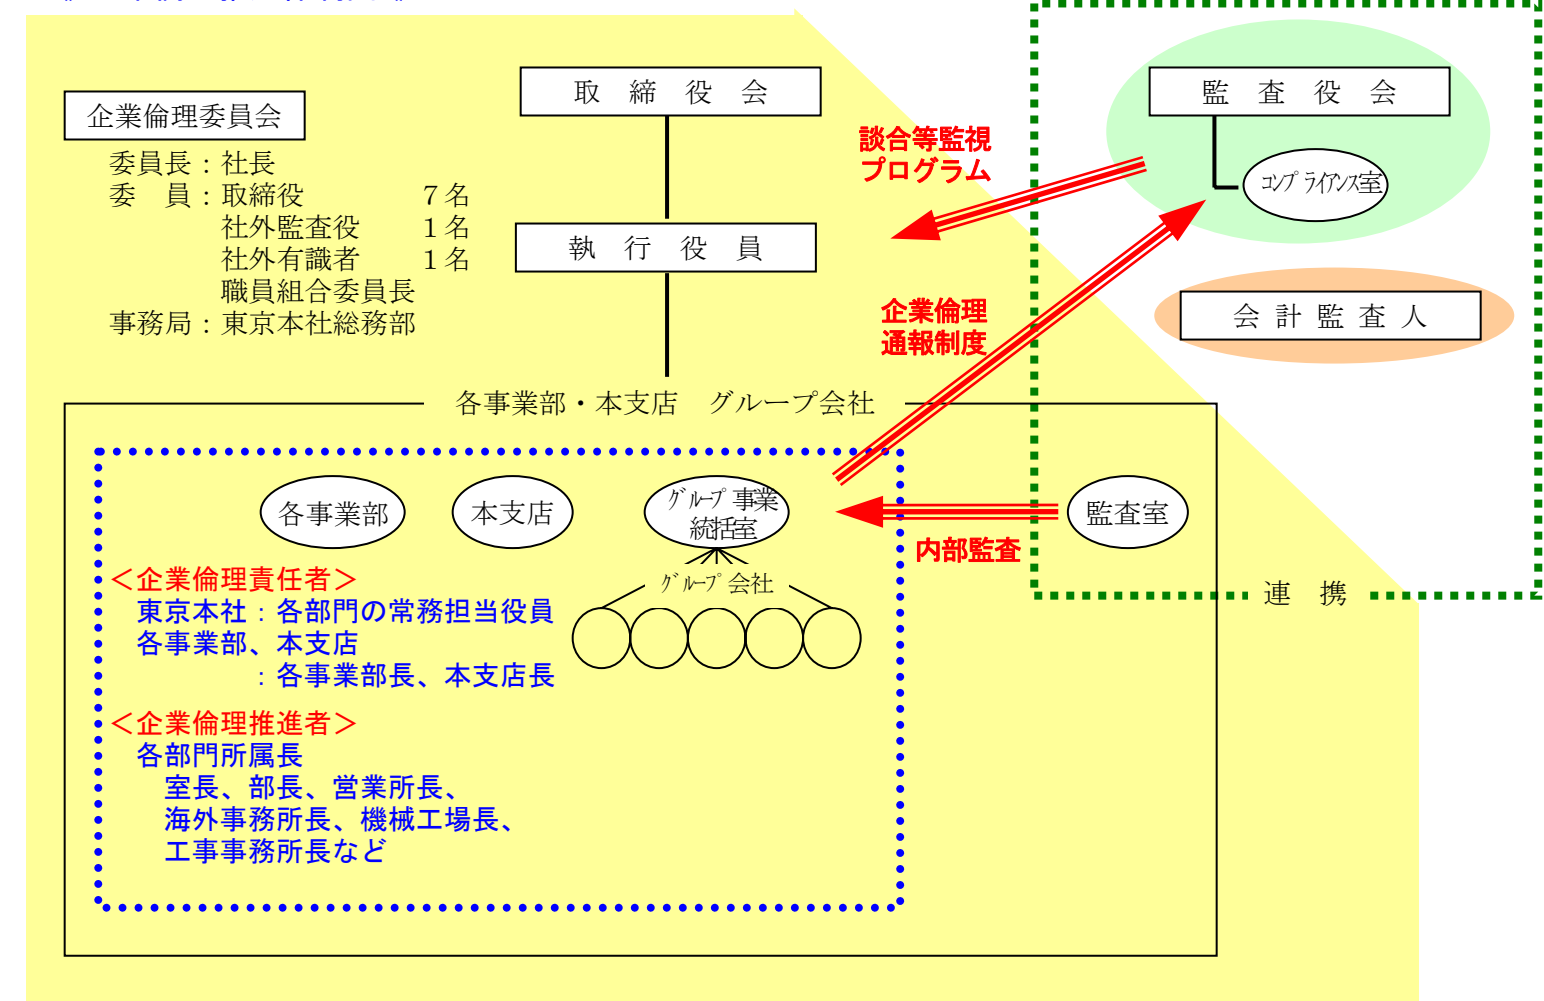 取 締 役 会
監 査 役 会
企業倫理委員会
委員長：社長
委　員：取締役　　　　７名
社外監査役　　１名
社外有識者　　１名
職員組合委員長
事務局：東京本社総務部
談合等監視
プログラム
コンプライアンス室
執 行 役 員
企業倫理
通報制度
会 計 監 査 人
各事業部・本支店　グループ会社
各事業部
本支店
グループ事業
統括室
監査室
内部監査
グループ会社
連　携
＜企業倫理責任者＞
東京本社：各部門の常務担当役員
各事業部、本支店
：各事業部長、本支店長
＜企業倫理推進者＞
各部門所属長
室長、部長、営業所長、
海外事務所長、機械工場長、
工事事務所長など